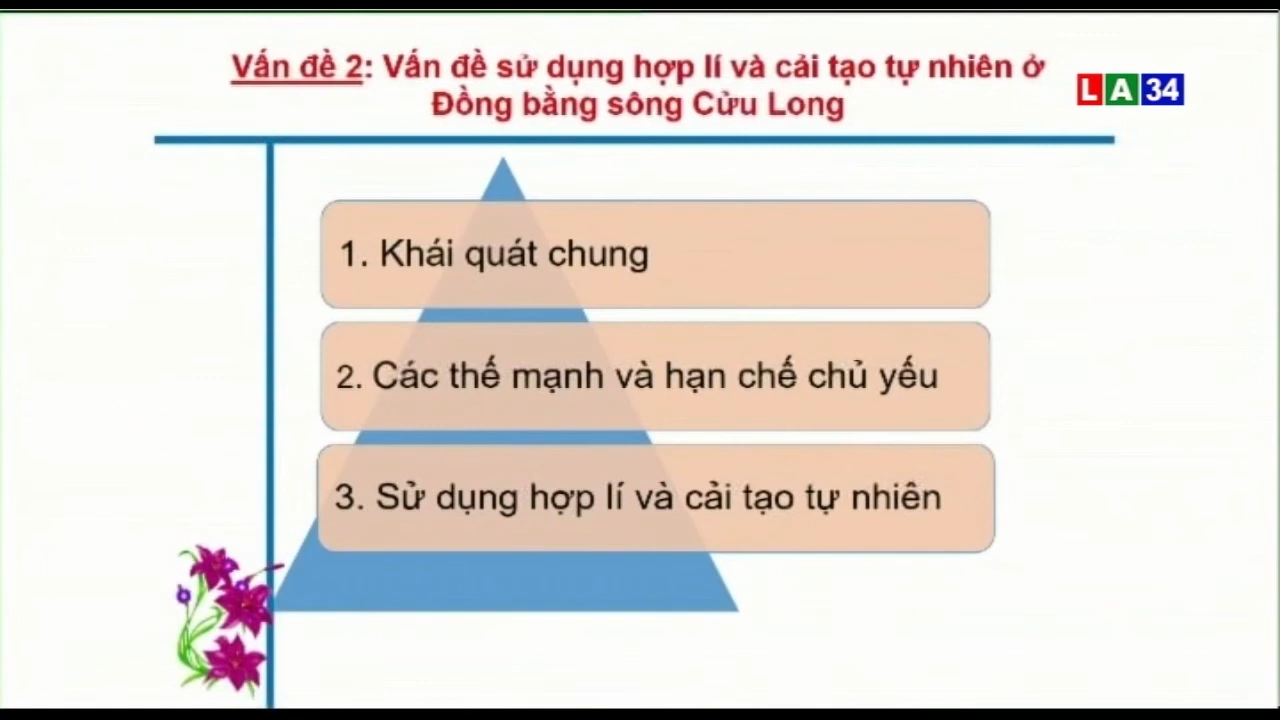 Vấn đề 2: Vấn đề sử dụng hợp lí và cải tạo tự nhiên ở
Đồng bằng sông Cửu Long
LA34
1. Khái quát chung
2. Các thế mạnh và hạn chế chủ yếu
3. Sử dụng hợp lí và cải tạo tự nhiên